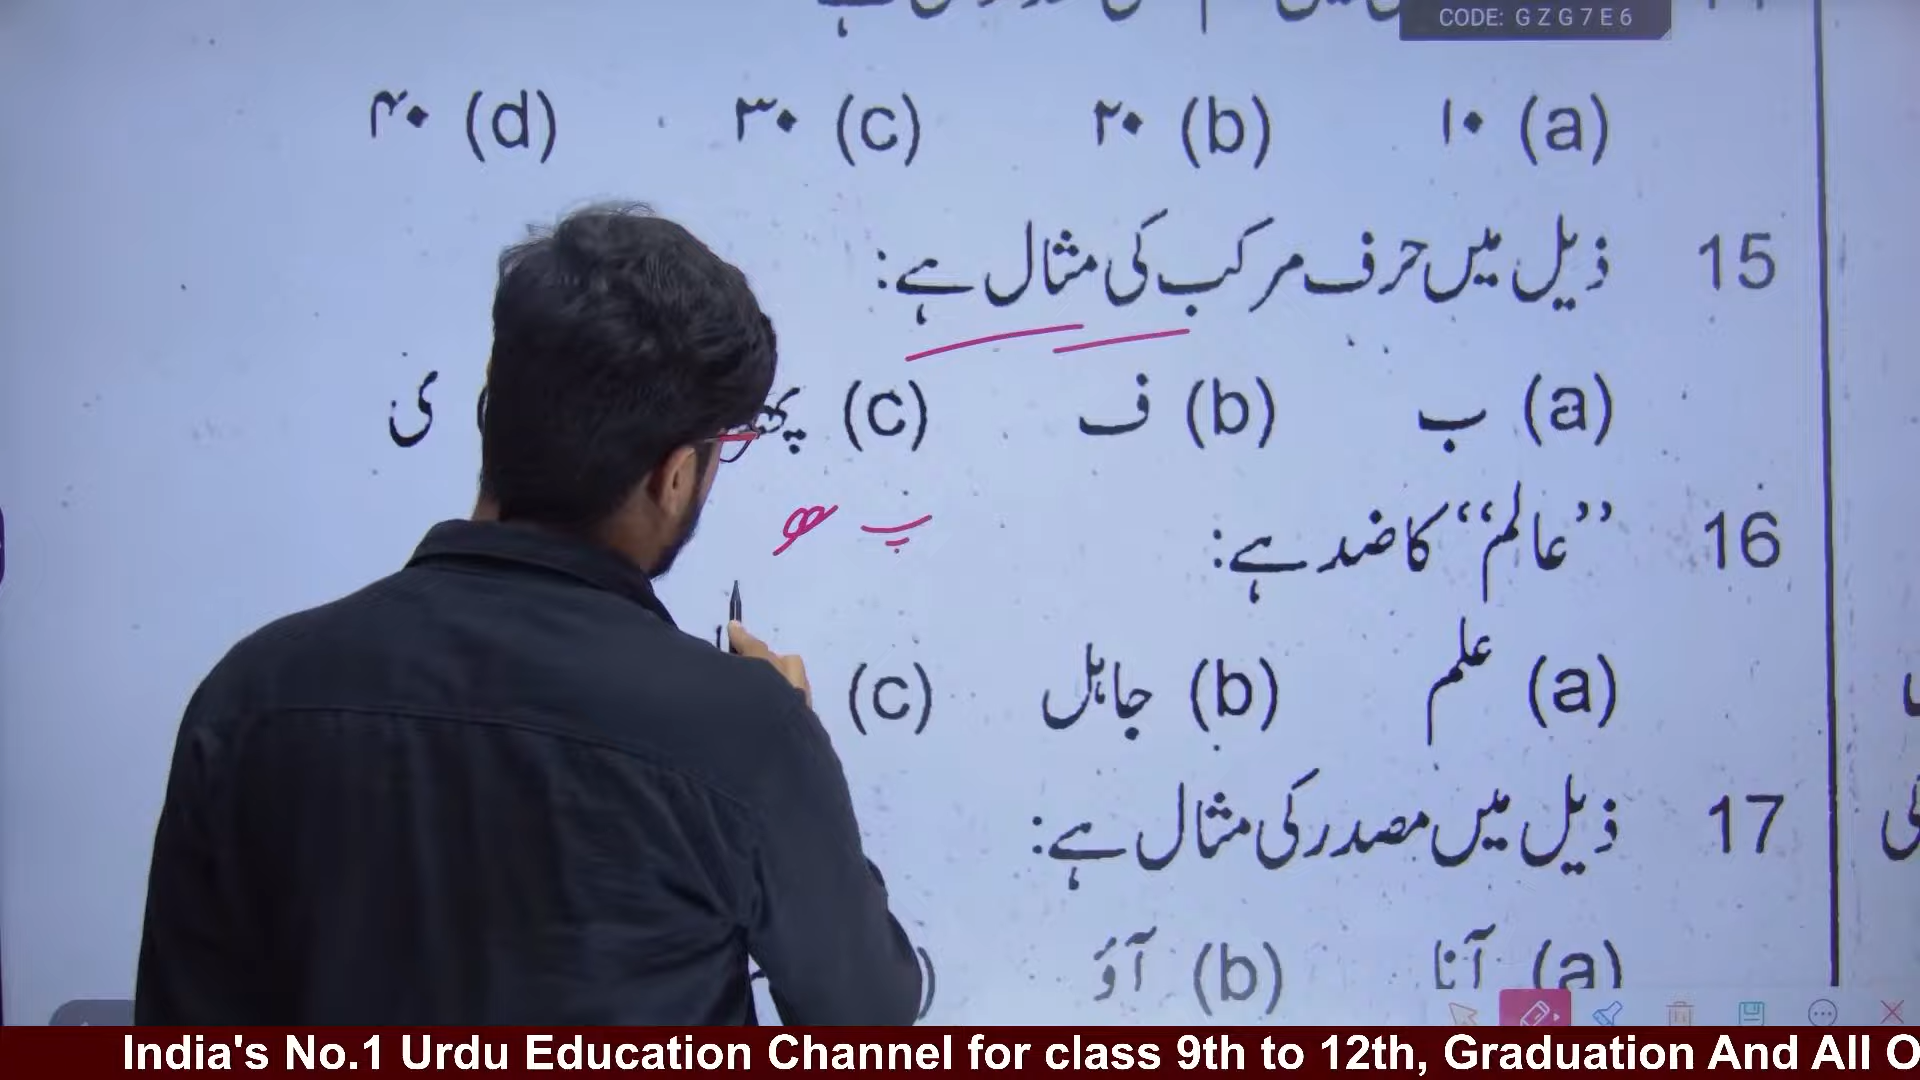 CODE: GZG7E6
(a) ۱۰ (b) ۲۰ (c) ۳۰ (d) ۴۰
15 ذیل میں حرف مرکب کی مثال ہے:
(a) ب (b) ف (c) پھ ی
پ ھ
16 ’’عالم‘‘ کا ضد ہے:
(a) علم (b) جاہل (c)
17 ذیل میں مصدر کی مثال ہے:
(a) آنا (b) آؤ
India's No.1 Urdu Education Channel for class 9th to 12th, Graduation And All O